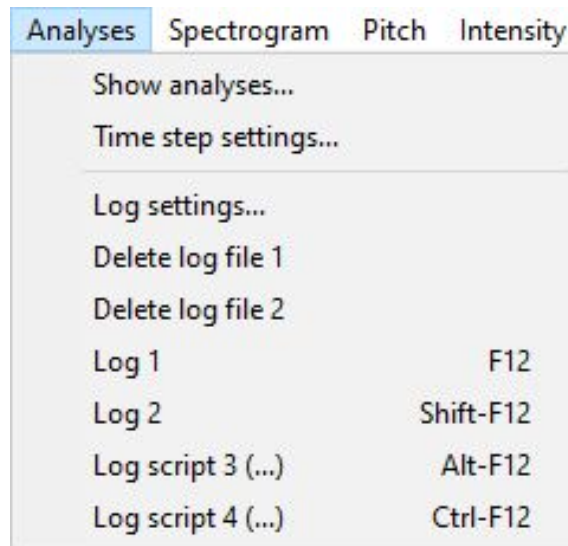 Analyses Spectrogram Pitch Intensity
Show analyses...
Time step settings...
Log settings...
Delete log file 1
Delete log file 2
Log 1 F12
Log 2 Shift-F12
Log script 3 (...) Alt-F12
Log script 4 (...) Ctrl-F12